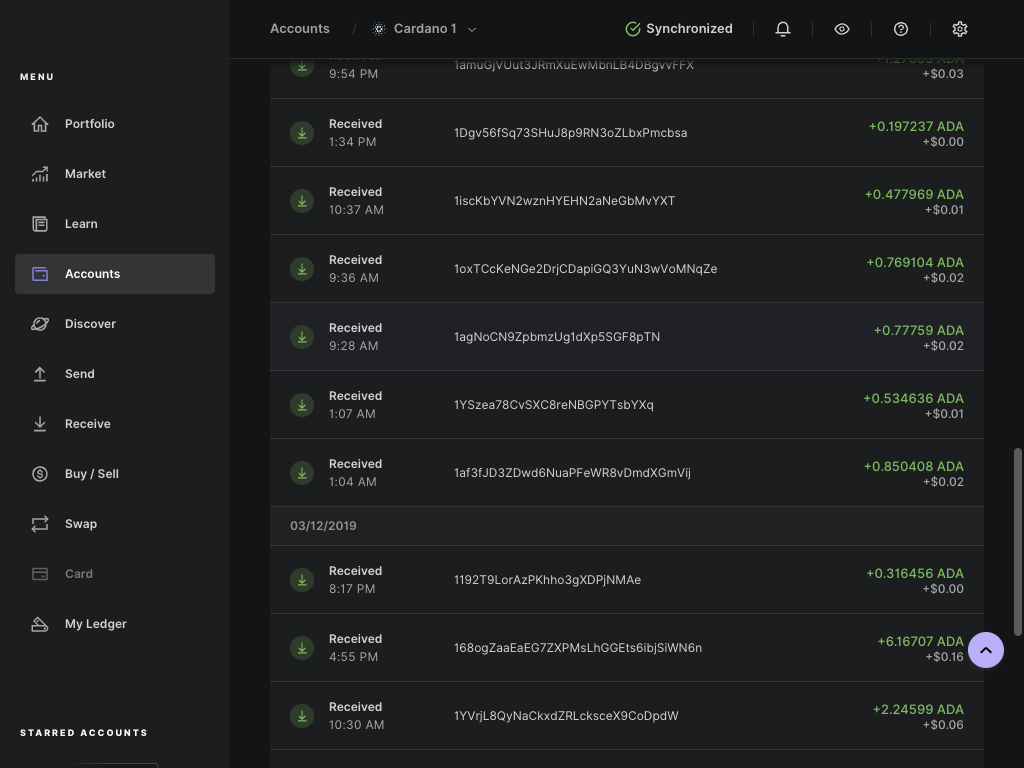 Accounts / Cardano 1
Synchronized
MENU
Portfolio
Market
Learn
Accounts
Discover
Send
Receive
Buy / Sell
Swap
Card
My Ledger
STARRED ACCOUNTS
9:54 PM
+$0.03
Received
1:34 PM
1Dgv56fSq73SHuJ8p9RN3oZLbxPmcbsa
+0.197237 ADA
+$0.00
Received
10:37 AM
1iscKbYVN2wznHYEHN2aNeGbMvYXT
+0.477969 ADA
+$0.01
Received
9:36 AM
1oxTCcKeNGe2DrjCDapiGQ3YuN3wVoMNqZe
+0.769104 ADA
+$0.02
Received
9:28 AM
1agNoCN9ZpbmzUg1dXp5SGF8pTN
+0.77759 ADA
+$0.02
Received
1:07 AM
1YSzea78CvSXC8reNBGPYTsbYXq
+0.534636 ADA
+$0.01
Received
1:04 AM
1af3fJD3ZDwd6NuaPFeWR8vDmdXGmVij
+0.850408 ADA
+$0.02
03/12/2019
Received
8:17 PM
1192T9LorAzPKhho3gXDPjNMAe
+0.316456 ADA
+$0.00
Received
4:55 PM
168ogZaaEaEG7ZXPMsLhGGEts6ibjSiWN6n
+6.16707 ADA
+$0.16
Received
10:30 AM
1YVrjL8QyNaCkxdZRLcksceX9CoDpdW
+2.24599 ADA
+$0.06